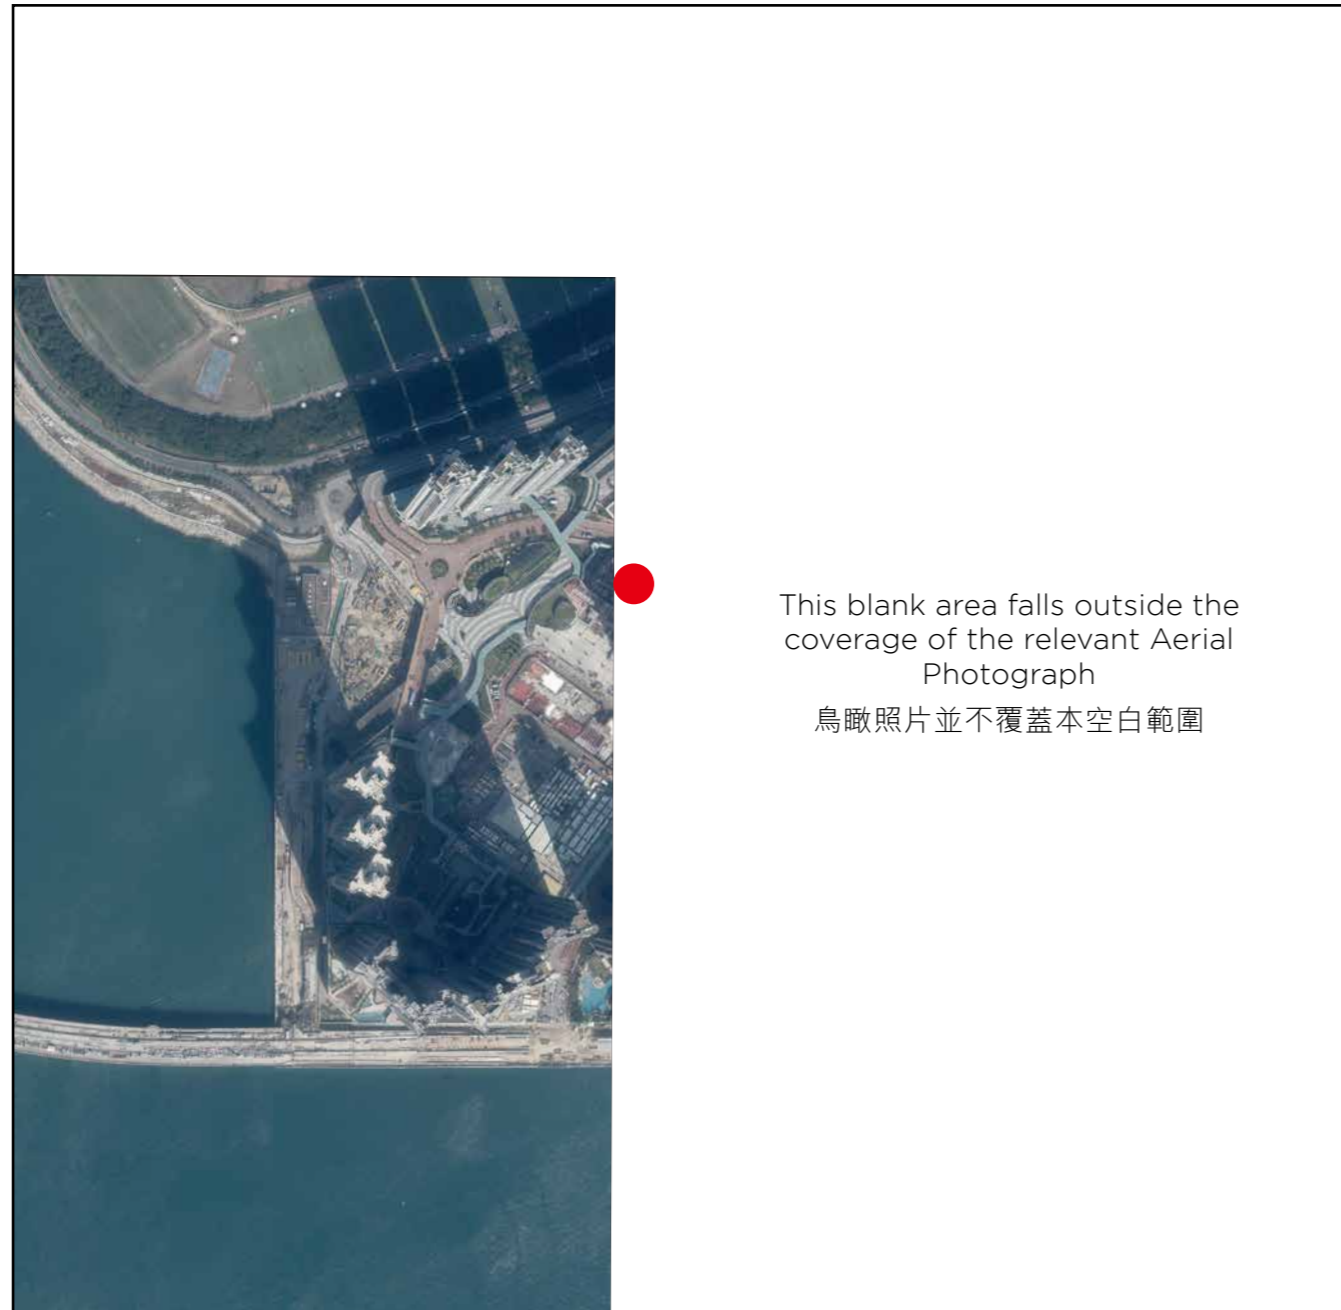 This blank area falls outside the
coverage of the relevant Aerial
Photograph
鳥瞰照片並不覆蓋本空白範圍